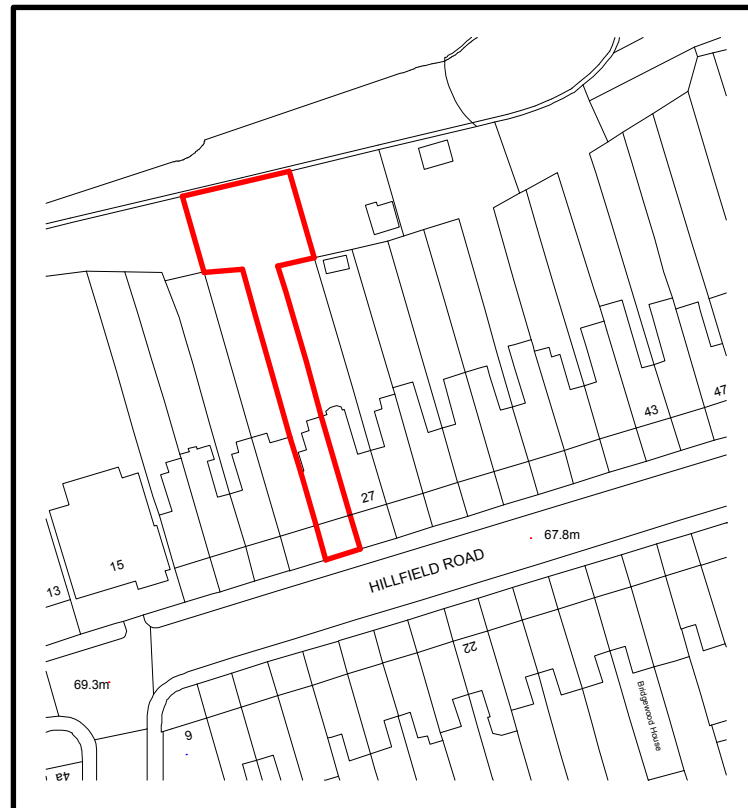 47
43
27
67.8m
HILLFIELD ROAD
15
13
22
69.3m
Bridgewood House
9
4a